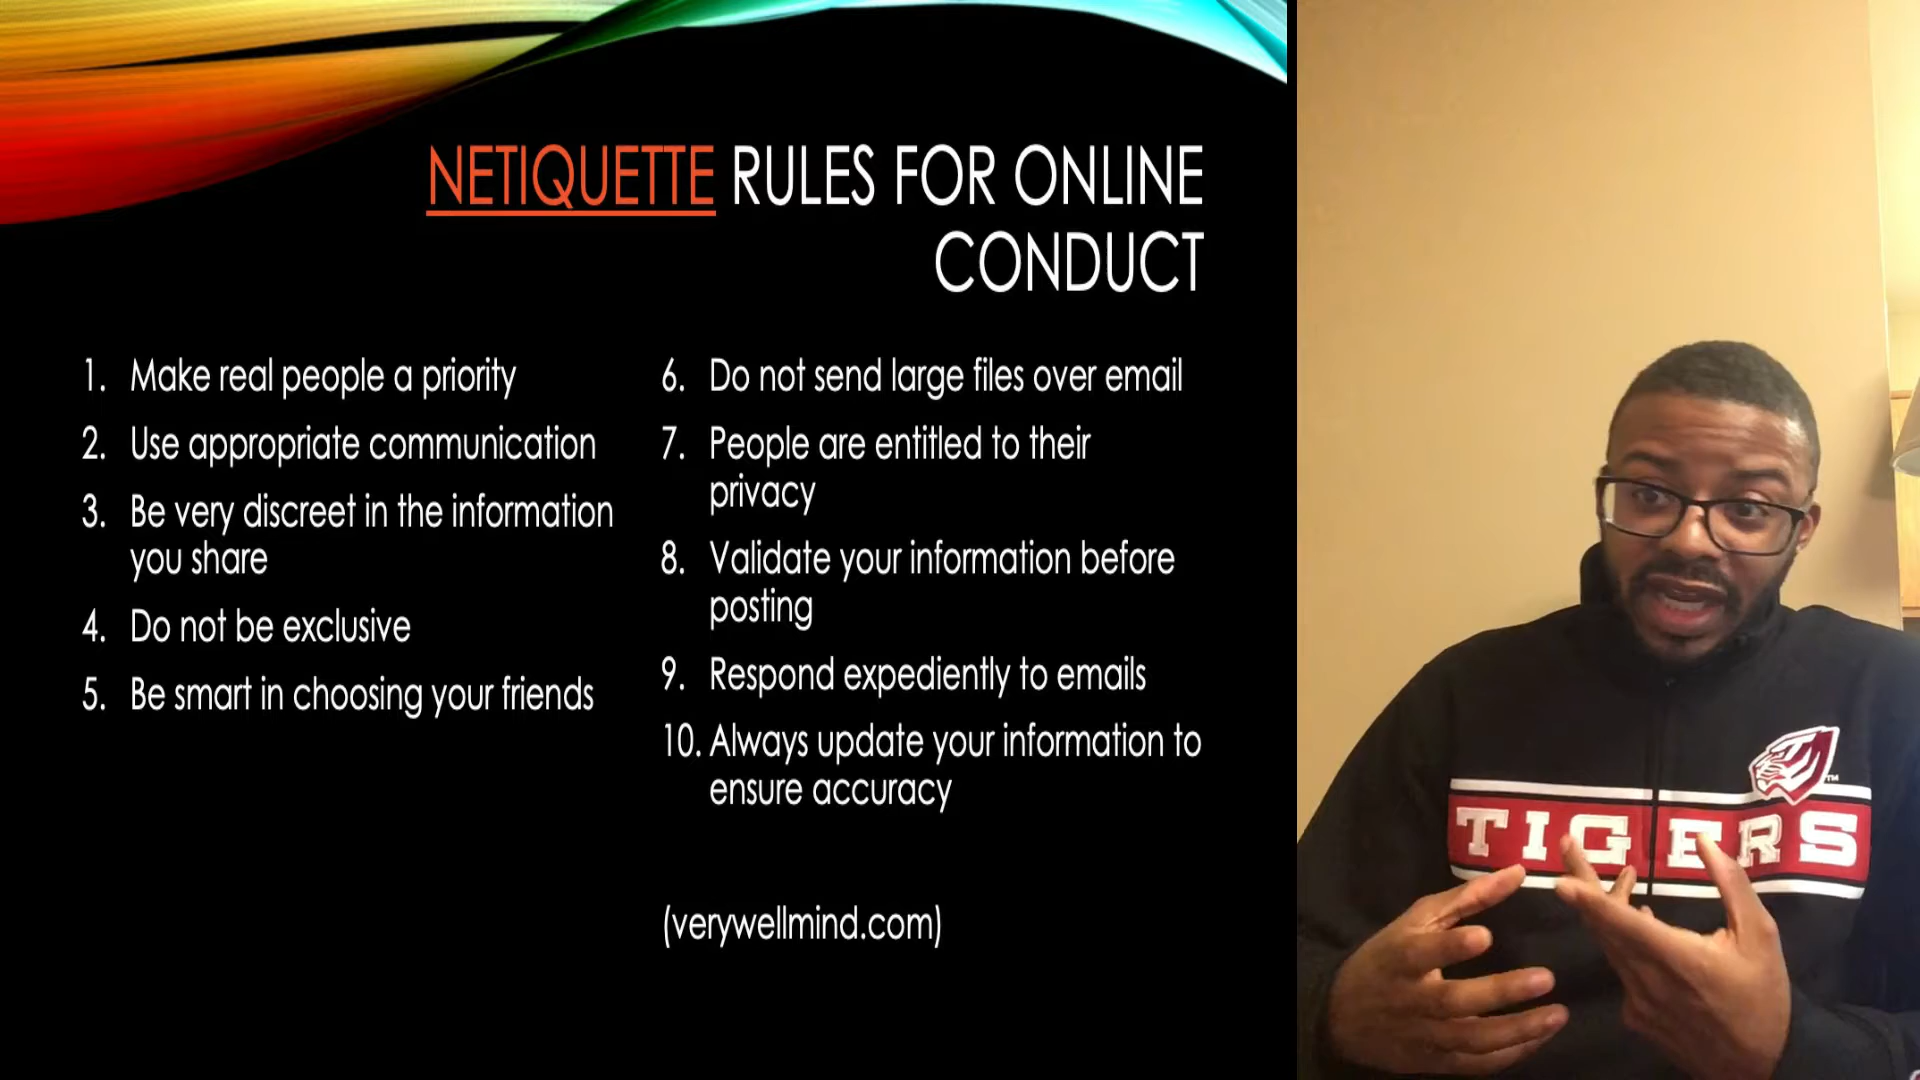 NETIQUETTE RULES FOR ONLINE
CONDUCT
1. Make real people a priority
2. Use appropriate communication
3. Be very discreet in the information
you share
4. Do not be exclusive
5. Be smart in choosing your friends
6. Do not send large files over email
7. People are entitled to their
privacy
8. Validate your information before
posting
9. Respond expediently to emails
10. Always update your information to
ensure accuracy
(verywellmind.com)
TIGERS
TM